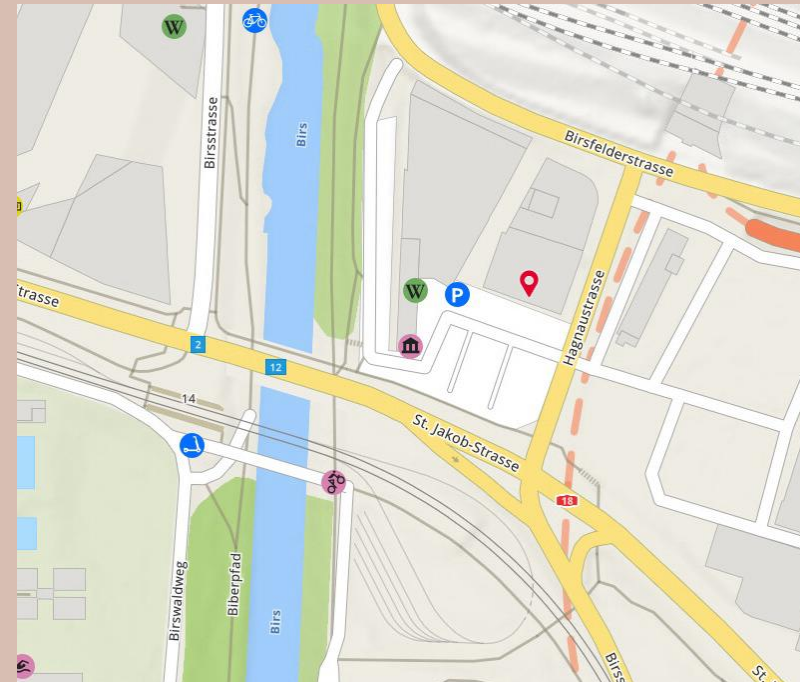 W
Birsstrasse
Birs
Birsfelderstrasse
Strasse
W
P
Hagnaustrasse
2
12
14
St. Jakob-Strasse
18
Birswaldweg
Biberpfad
Birs
Birss
St.